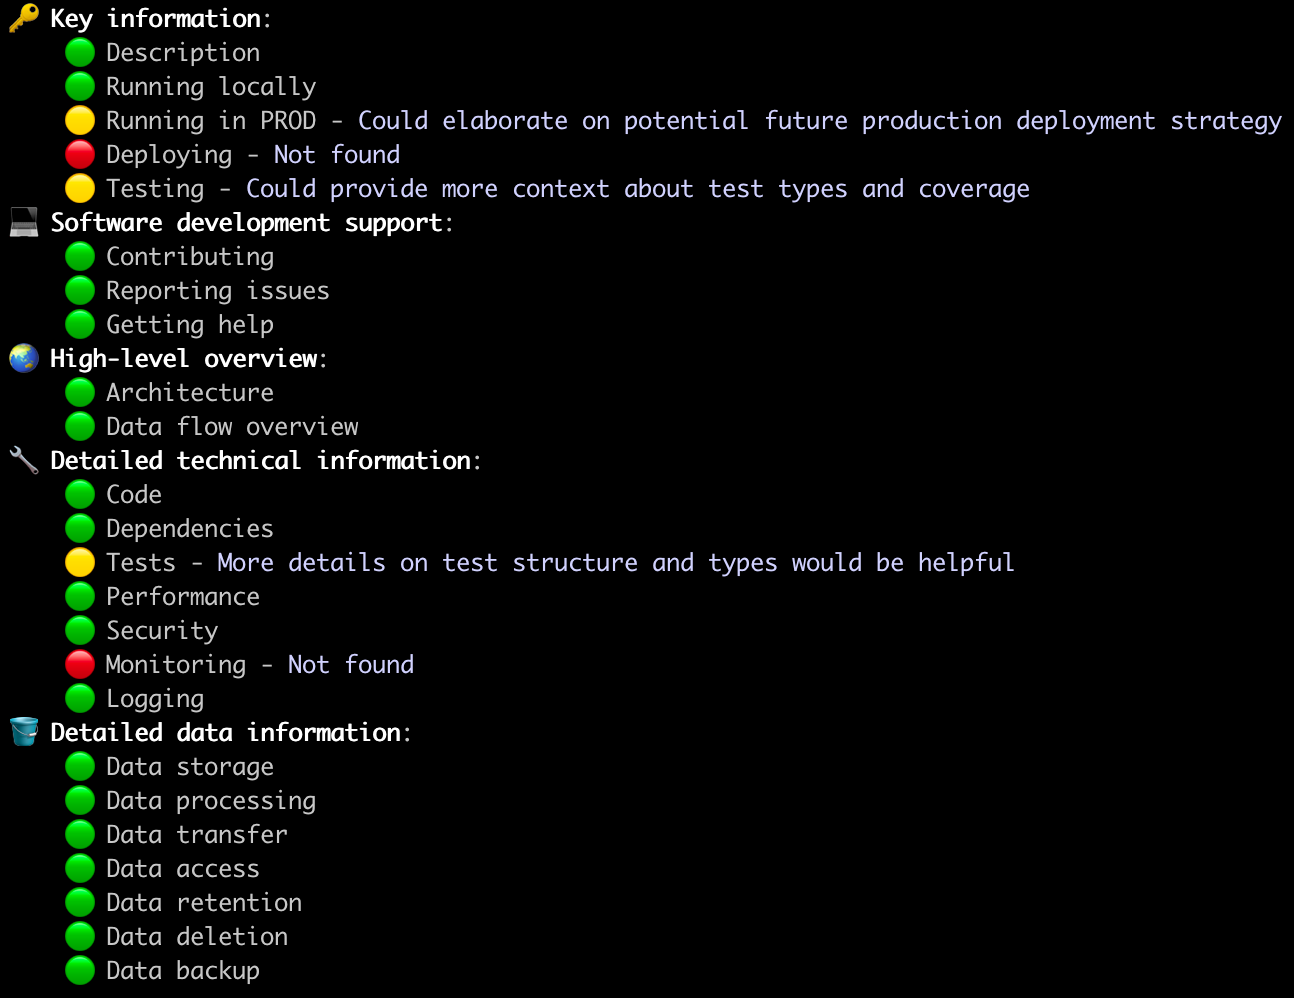 🔑 Key information:
🟢 Description
🟢 Running locally
🟡 Running in PROD - Could elaborate on potential future production deployment strategy
🔴 Deploying - Not found
🟡 Testing - Could provide more context about test types and coverage
💻 Software development support:
🟢 Contributing
🟢 Reporting issues
🟢 Getting help
🌏 High-level overview:
🟢 Architecture
🟢 Data flow overview
🔧 Detailed technical information:
🟢 Code
🟢 Dependencies
🟡 Tests - More details on test structure and types would be helpful
🟢 Performance
🟢 Security
🔴 Monitoring - Not found
🟢 Logging
🪣 Detailed data information:
🟢 Data storage
🟢 Data processing
🟢 Data transfer
🟢 Data access
🟢 Data retention
🟢 Data deletion
🟢 Data backup